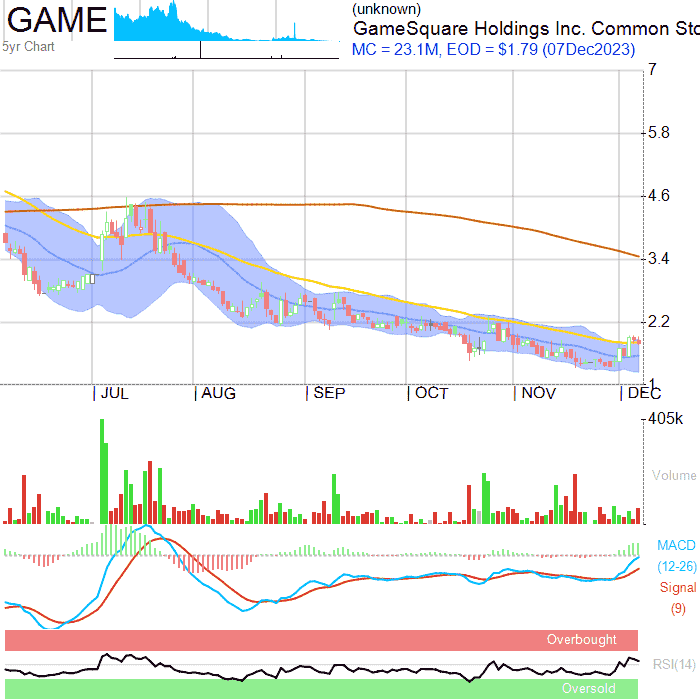 GAME
5yr Chart
(unknown)
GameSquare Holdings Inc. Common Sto
MC = 23.1M, EOD = $1.79 (07Dec2023)
7
5.8
4.6
3.4
2.2
1
JUL
AUG
SEP
OCT
NOV
DEC
405k
Volume
MACD
(12-26)
Signal
(9)
Overbought
RSI(14)
Oversold